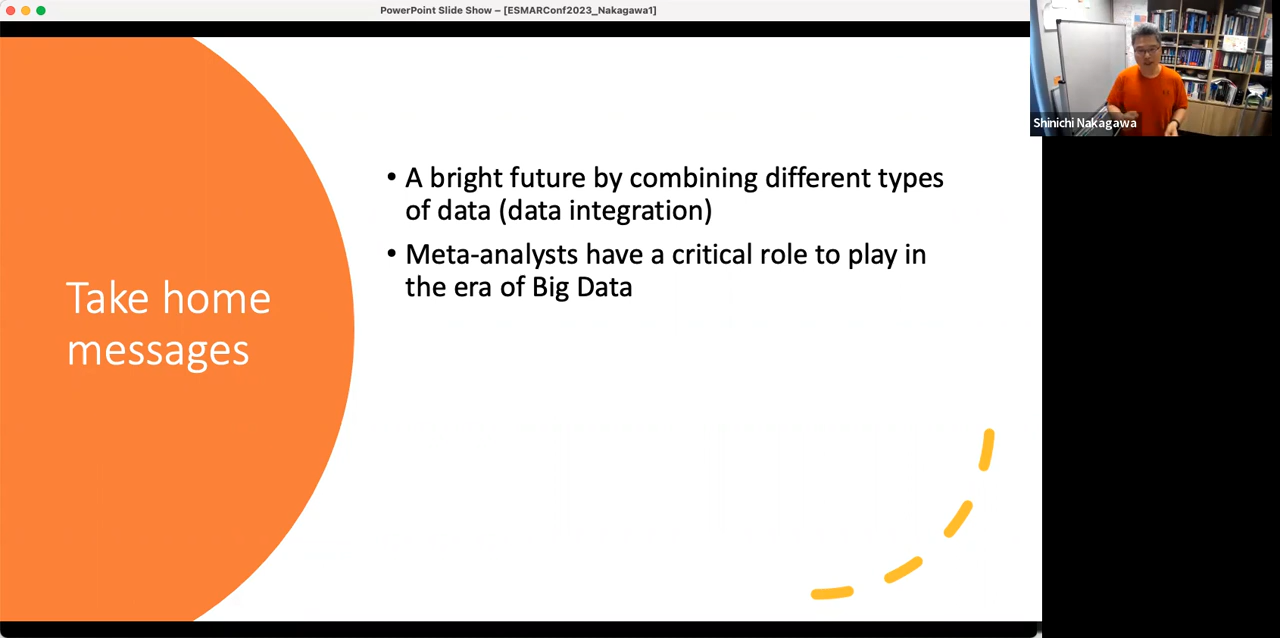 PowerPoint Slide Show – [ESMARConf2023_Nakagawa1]
Shinichi Nakagawa
Take home
messages
• A bright future by combining different types
of data (data integration)
• Meta-analysts have a critical role to play in
the era of Big Data